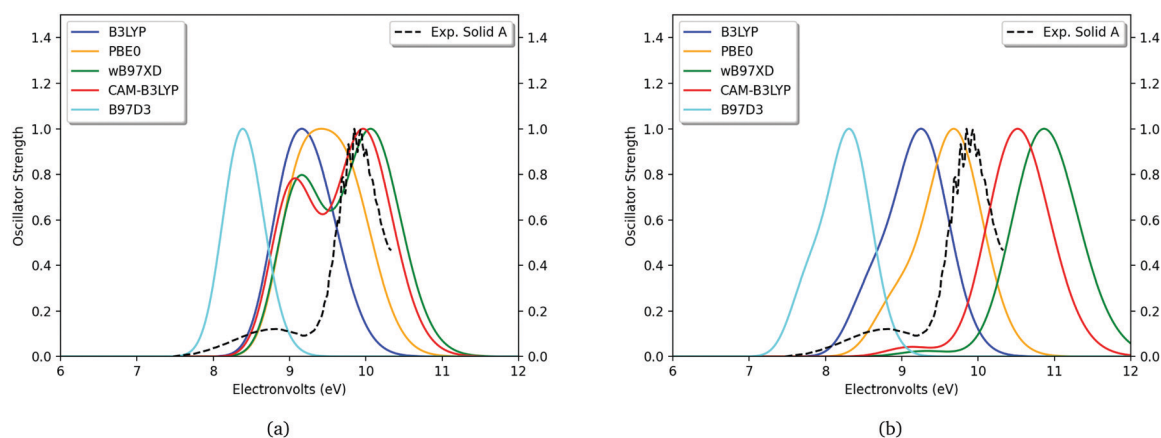 B3LYP
PBE0
wB97XD
CAM-B3LYP
B97D3
Exp. Solid A
Oscillator Strength
1.4
1.2
1.0
0.8
0.6
0.4
0.2
0.0
1.4
1.2
1.0
0.8
0.6
0.4
0.2
0.0
6 7 8 9 10 11 12
Electronvolts (eV)
(a)
B3LYP
PBE0
wB97XD
CAM-B3LYP
B97D3
Exp. Solid A
Oscillator Strength
1.4
1.2
1.0
0.8
0.6
0.4
0.2
0.0
1.4
1.2
1.0
0.8
0.6
0.4
0.2
0.0
6 7 8 9 10 11 12
Electronvolts (eV)
(b)